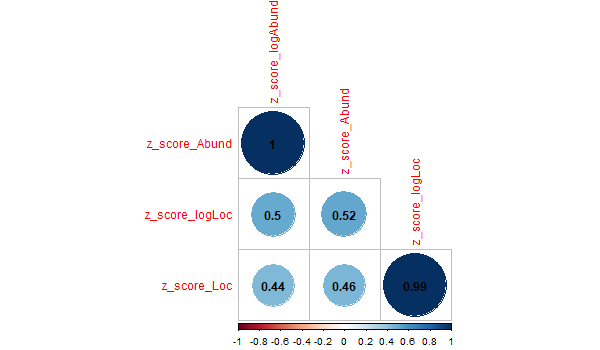 z_score_logAbund
z_score_Abund
z_score_logLoc
z_score_Abund
1
z_score_logLoc
0.5
0.52
z_score_Loc
0.44
0.46
0.99
-1 -0.8 -0.6 -0.4 -0.2 0 0.2 0.4 0.6 0.8 1